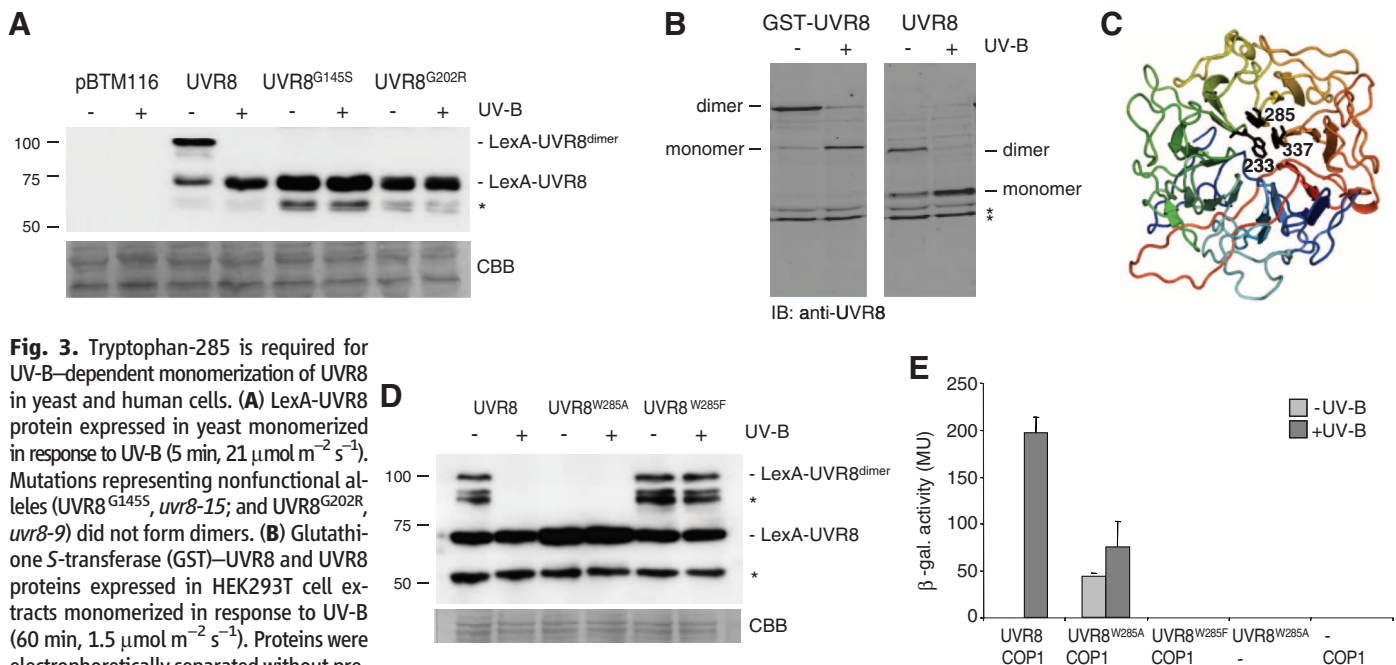 A
pBTM116 UVR8 UVR8G145S UVR8G202R
- + - + - + - + UV-B
100 - LexA-UVR8dimer
75 - LexA-UVR8
*
50
CBB
B
GST-UVR8 UVR8
- + - + UV-B
dimer
monomer
dimer
monomer
*
*
IB: anti-UVR8
C
285
337
233
Fig. 3. Tryptophan-285 is required for
UV-B–dependent monomerization of UVR8
in yeast and human cells. (A) LexA-UVR8
protein expressed in yeast monomerized
in response to UV-B (5 min, 21 μmol m−2 s−1).
Mutations representing nonfunctional al-
leles (UVR8G145S, uvr8-15; and UVR8G202R,
uvr8-9) did not form dimers. (B) Glutathi-
one S-transferase (GST)–UVR8 and UVR8
proteins expressed in HEK293T cell ex-
tracts monomerized in response to UV-B
(60 min, 1.5 μmol m−2 s−1). Proteins were
electrophoretically separated without pre-
D
UVR8 UVR8W285A UVR8W285F
- + - + - + UV-B
100 - LexA-UVR8dimer
*
75 - LexA-UVR8
50 *
CBB
E
β-gal. activity (MU)
250
200
150
100
50
0
-UV-B
+UV-B
UVR8 UVR8W285A UVR8W285F UVR8W285A -
COP1 COP1 COP1 - COP1